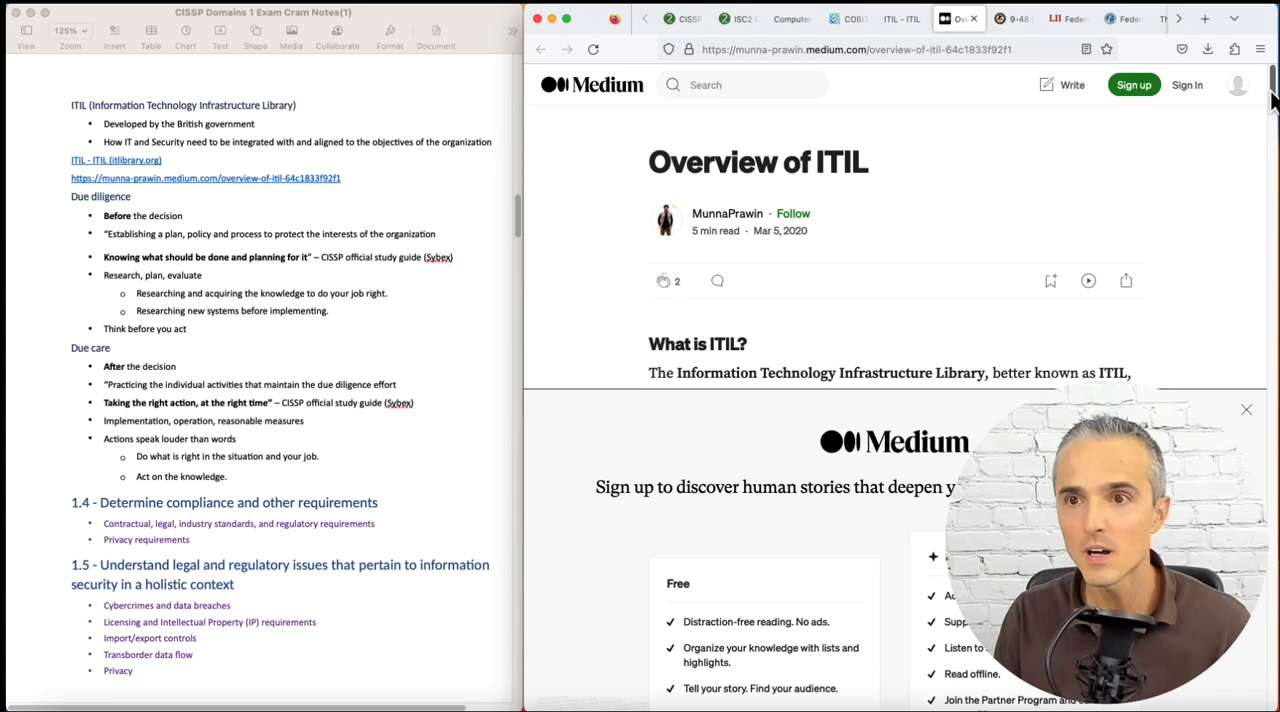 CISSP Domains 1 Exam Cram Notes(1)
125%
View
Zoom
Insert
Table
Chart
Text
Shape
Media
Collaborate
Format
Document
ITIL (Information Technology Infrastructure Library)
• Developed by the British government
• How IT and Security need to be integrated with and aligned to the objectives of the organization
ITIL - ITIL (itlibrary.org)
https://munna-prawin.medium.com/overview-of-itil-64c1833f92f1
Due diligence
• Before the decision
• “Establishing a plan, policy and process to protect the interests of the organization
• Knowing what should be done and planning for it” – CISSP official study guide (Sybex)
• Research, plan, evaluate
o Researching and acquiring the knowledge to do your job right.
o Researching new systems before implementing.
• Think before you act
Due care
• After the decision
• “Practicing the individual activities that maintain the due diligence effort
• Taking the right action, at the right time” – CISSP official study guide (Sybex)
• Implementation, operation, reasonable measures
• Actions speak louder than words
o Do what is right in the situation and your job.
o Act on the knowledge.
1.4 - Determine compliance and other requirements
• Contractual, legal, industry standards, and regulatory requirements
• Privacy requirements
1.5 - Understand legal and regulatory issues that pertain to information
security in a holistic context
• Cybercrimes and data breaches
• Licensing and Intellectual Property (IP) requirements
• Import/export controls
• Transborder data flow
• Privacy
CISSP
ISC2
Computer
COBIT
ITIL - ITIL
Ov
9-48.
LII
Feder
Feder
Th
https://munna-prawin.medium.com/overview-of-itil-64c1833f92f1
Medium
Search
Write
Sign up
Sign In
Overview of ITIL
MunnaPrawin · Follow
5 min read · Mar 5, 2020
2
What is ITIL?
The Information Technology Infrastructure Library, better known as ITIL,
Medium
Sign up to discover human stories that deepen y
Free
Distraction-free reading. No ads.
Organize your knowledge with lists and
highlights.
Tell your story. Find your audience.
Supp
Listen to
Read offline.
Join the Partner Program and